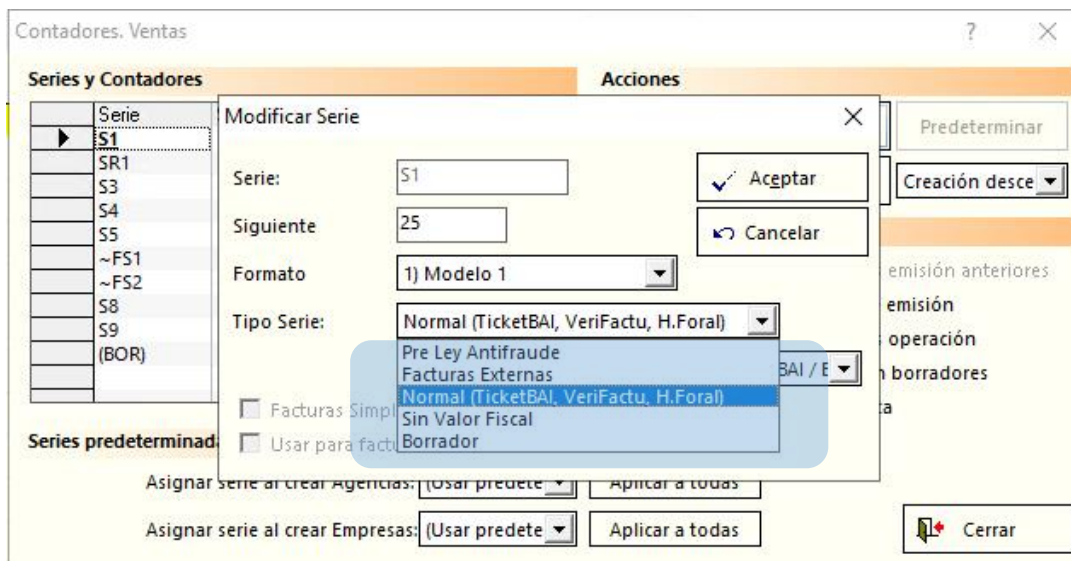 Contadores. Ventas
Series y Contadores
Acciones
Serie
S1
SR1
S3
S4
S5
~FS1
~FS2
S8
S9
(BOR)
Modificar Serie
Serie:
S1
Siguiente
25
Formato
1) Modelo 1
Tipo Serie:
Normal (TicketBAI, VeriFactu, H.Foral)
Pre Ley Antifraude
Facturas Externas
Normal (TicketBAI, VeriFactu, H.Foral)
Sin Valor Fiscal
Borrador
BAI /
Facturas Simpl
Usar para factu
Aceptar
Cancelar
Predeterminar
Creación desce
emisión anteriores
emisión
operación
borradores
Series predeterminad
Asignar serie al crear Agencias: (Usar predete
Aplicar a todas
Asignar serie al crear Empresas: (Usar predete
Aplicar a todas
Cerrar